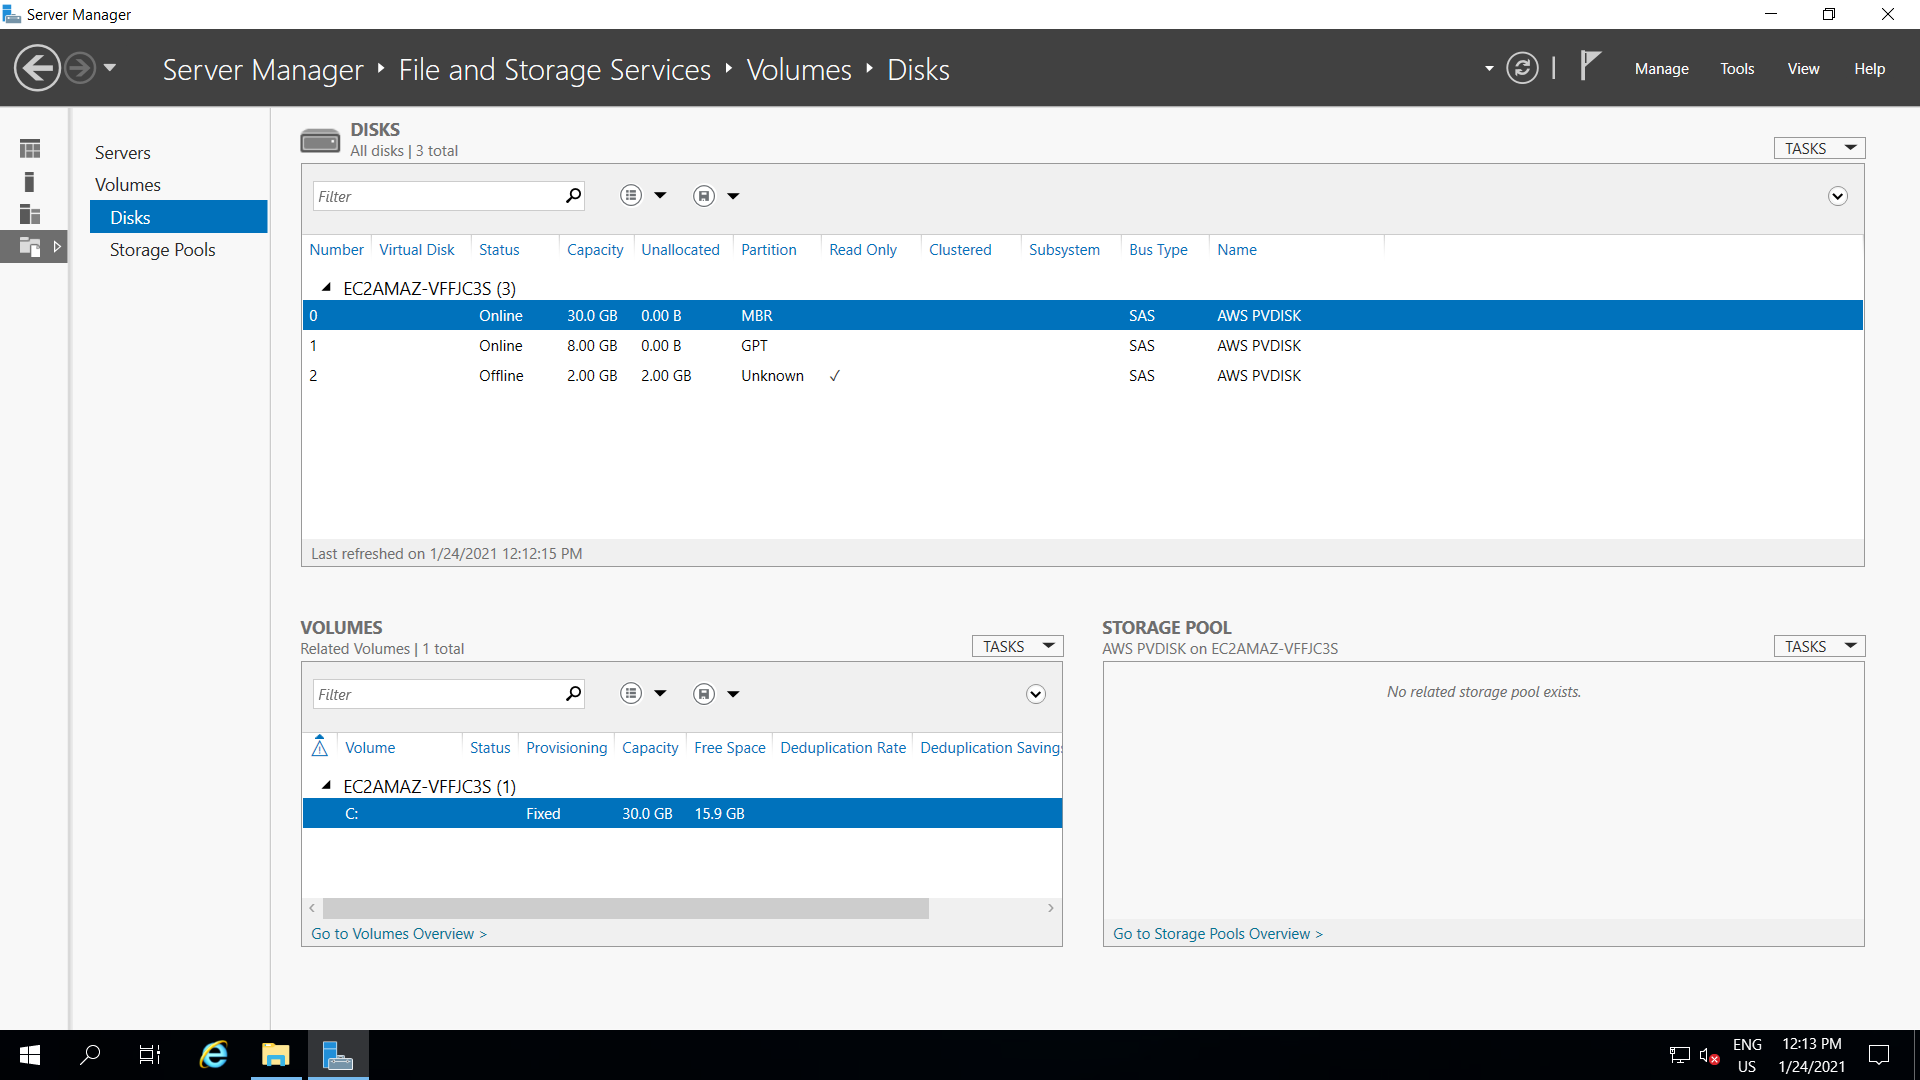 Server Manager
Server Manager ‣ File and Storage Services ‣ Volumes ‣ Disks
Manage Tools View Help
Servers
Volumes
Disks
Storage Pools
DISKS
All disks | 3 total
TASKS
Filter
Number Virtual Disk Status Capacity Unallocated Partition Read Only Clustered Subsystem Bus Type Name
EC2AMAZ-VFFJC3S (3)
0 Online 30.0 GB 0.00 B MBR SAS AWS PVDISK
1 Online 8.00 GB 0.00 B GPT SAS AWS PVDISK
2 Offline 2.00 GB 2.00 GB Unknown ✓ SAS AWS PVDISK
Last refreshed on 1/24/2021 12:12:15 PM
VOLUMES
Related Volumes | 1 total
TASKS
Filter
Volume Status Provisioning Capacity Free Space Deduplication Rate Deduplication Savings
EC2AMAZ-VFFJC3S (1)
C: Fixed 30.0 GB 15.9 GB
Go to Volumes Overview >
STORAGE POOL
AWS PVDISK on EC2AMAZ-VFFJC3S
TASKS
No related storage pool exists.
Go to Storage Pools Overview >
ENG
US
12:13 PM
1/24/2021